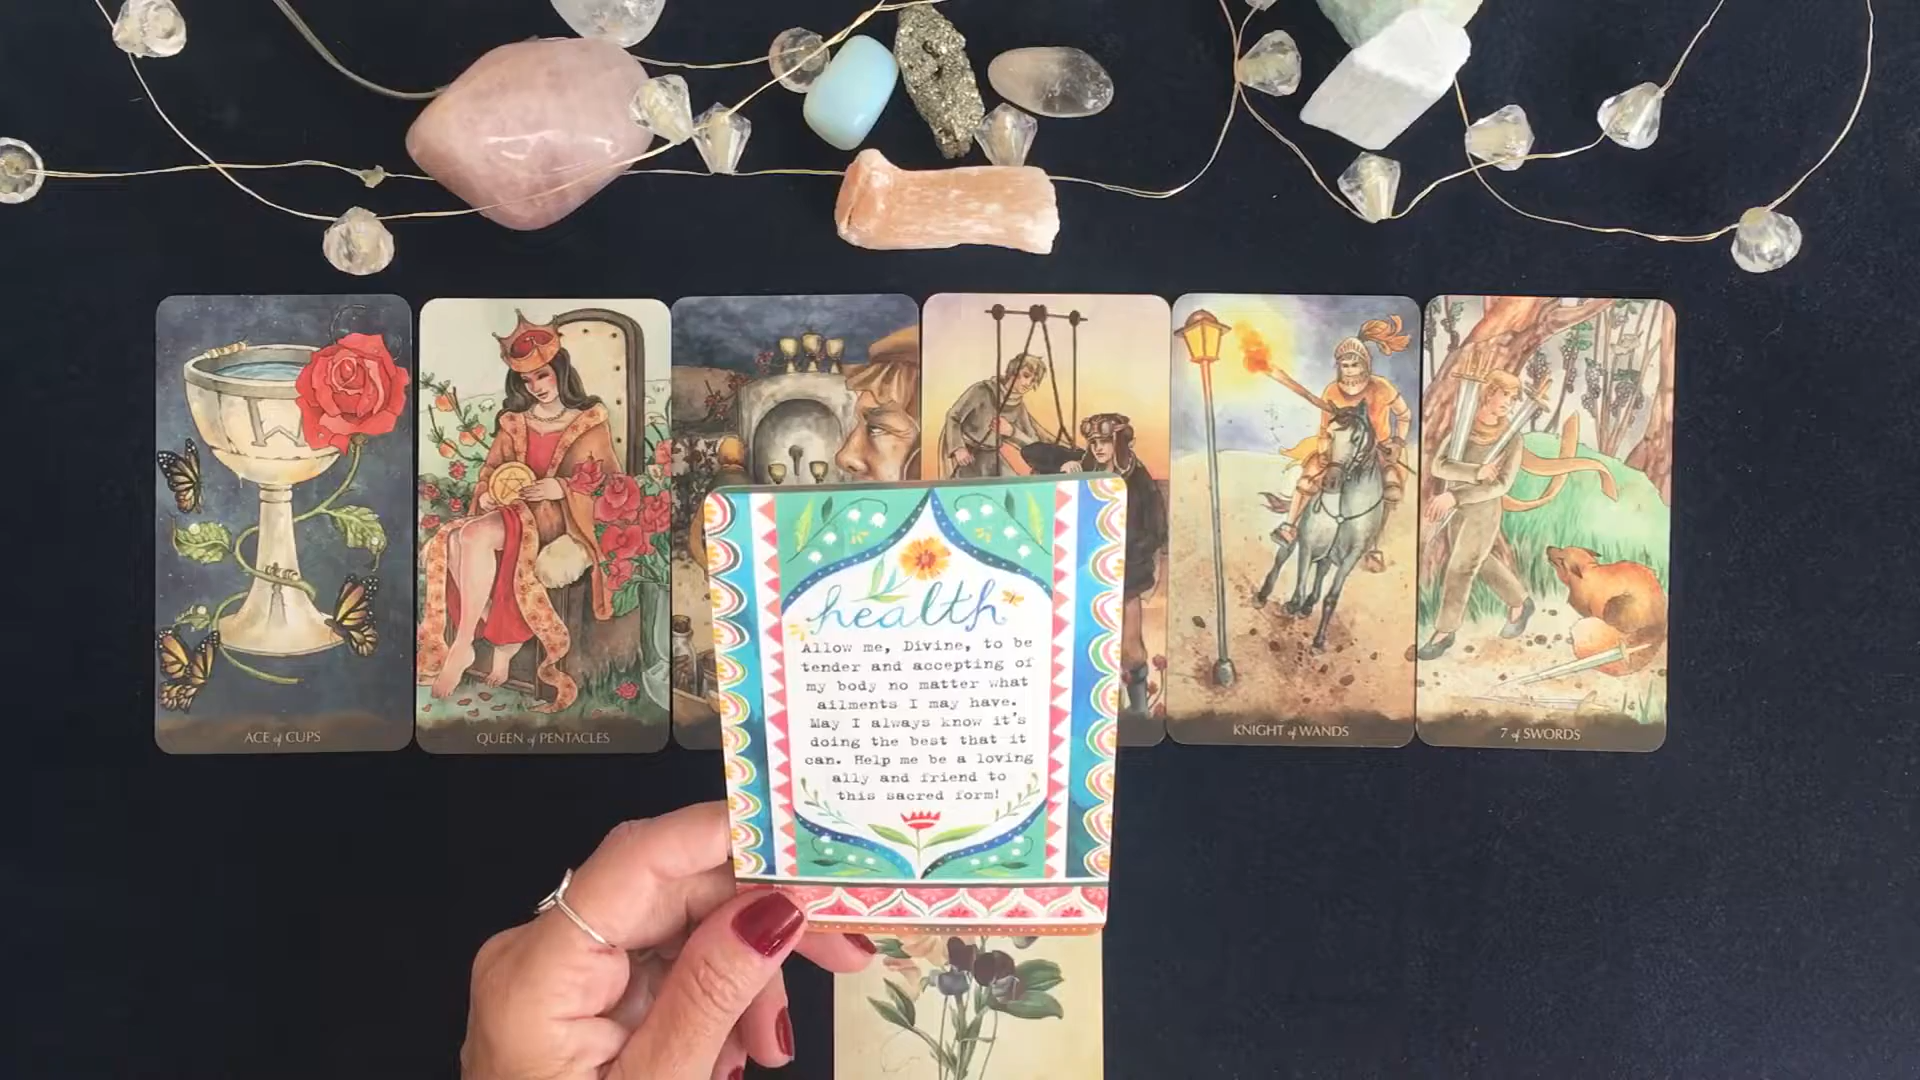 health
Allow me, Divine, to be
tender and accepting of
my body no matter what
ailments I may have.
May I always know it's
doing the best that it
can. Help me be a loving
ally and friend to
this sacred form!
ACE of CUPS
QUEEN of PENTACLES
KNIGHT of WANDS
7 of SWORDS